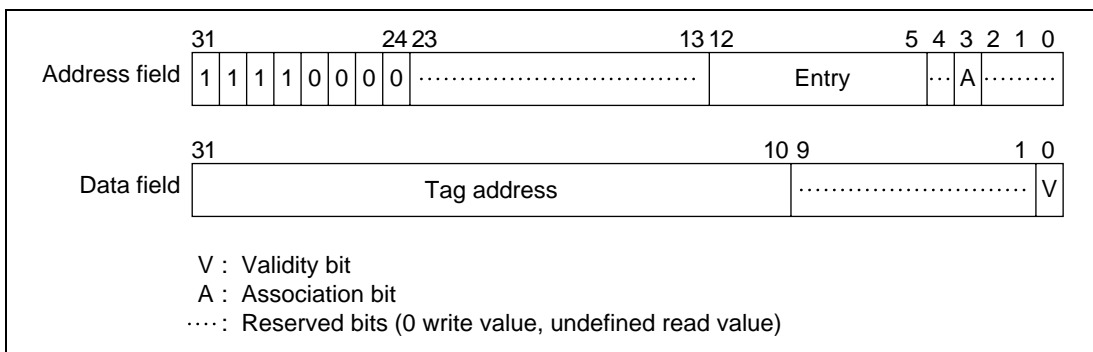 31 24 23 13 12 5 4 3 2 1 0
Address field 1 1 1 1 0 0 0 0 ................................. Entry ... A .........
31 10 9 1 0
Data field Tag address ........................... V
V : Validity bit
A : Association bit
....: Reserved bits (0 write value, undefined read value)